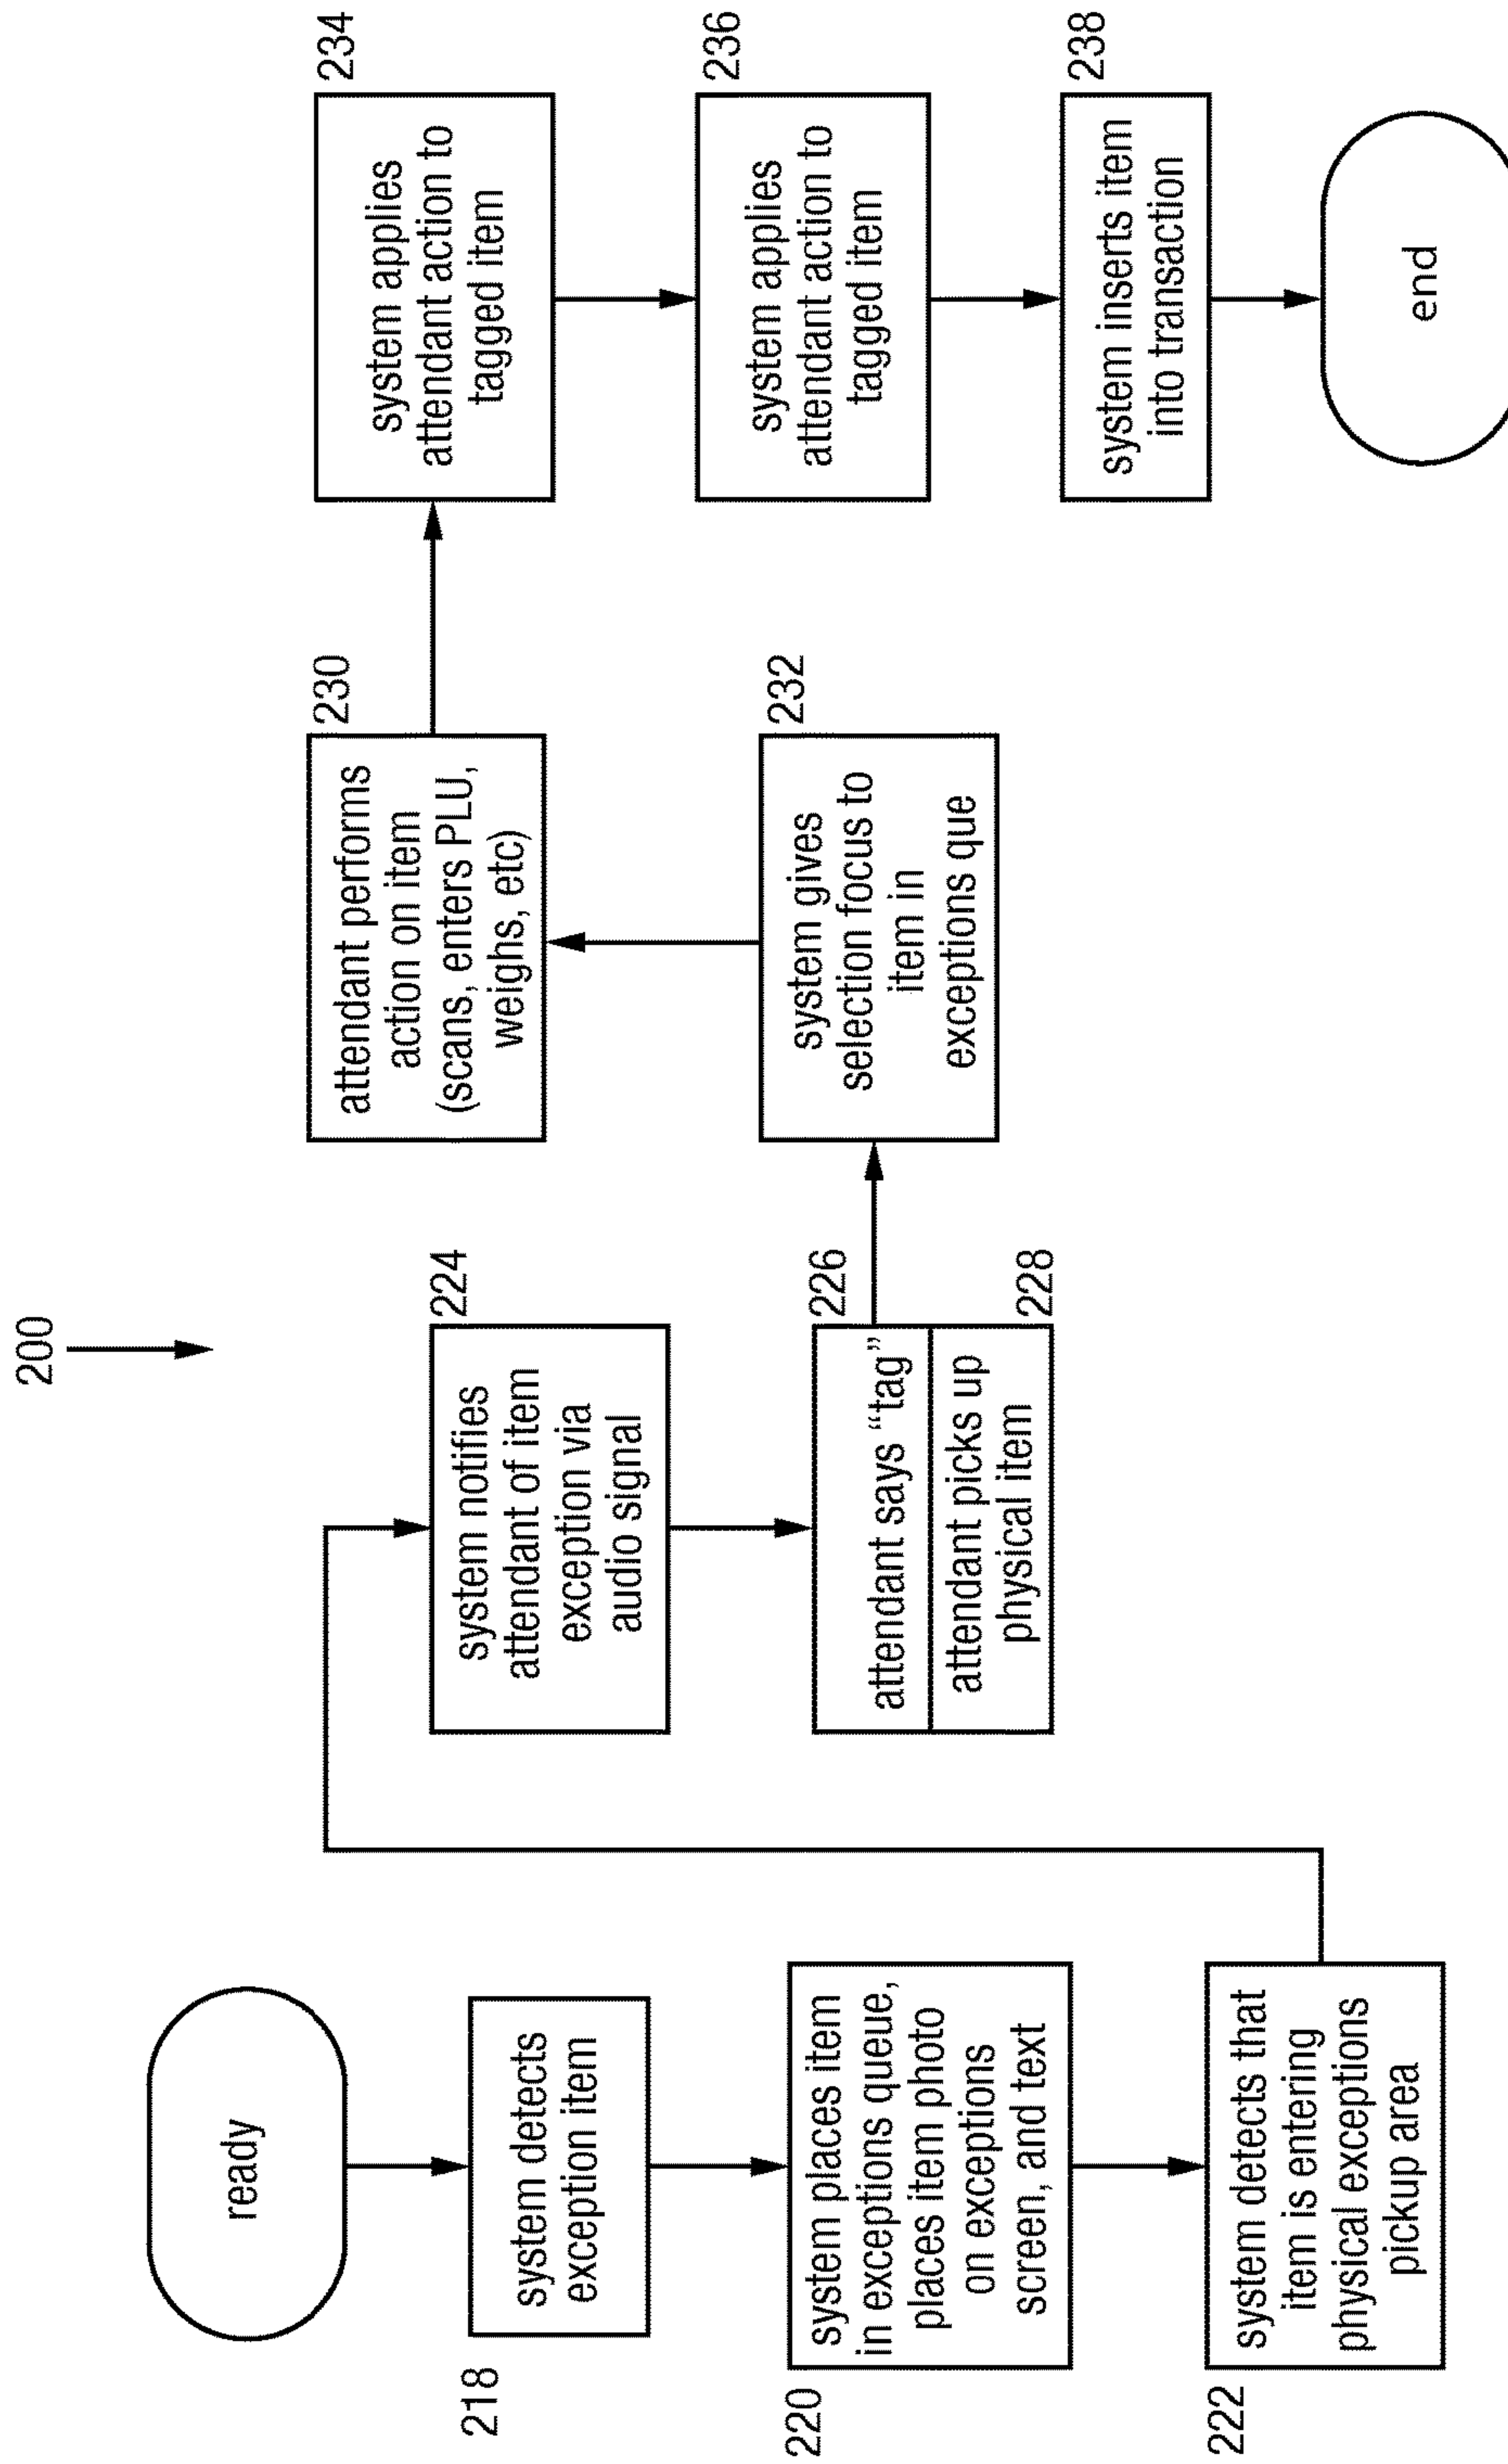 200
ready
218
system detects
exception item
220
system places item
in exceptions queue,
places item photo
on exceptions
screen, and text
222
system detects that
item is entering
physical exceptions
pickup area
224
system notifies
attendant of item
exception via
audio signal
226
attendant says “tag”
228
attendant picks up
physical item
230
attendant performs
action on item
(scans, enters PLU,
weighs, etc)
232
system gives
selection focus to
item in
exceptions que
234
system applies
attendant action to
tagged item
236
system applies
attendant action to
tagged item
238
system inserts item
into transaction
end